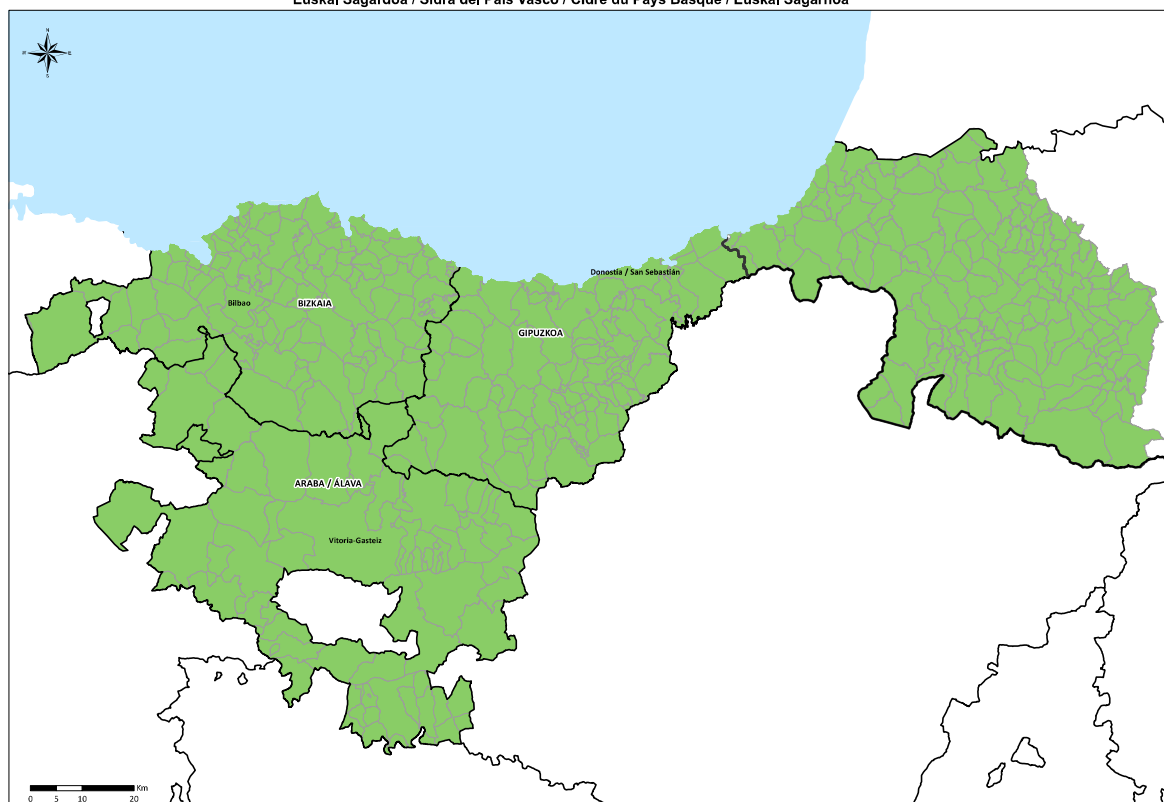 Euskal Sagardoa / Sidra del País Vasco / Cidre du Pays Basque / Euskal Sagarnoa
N
S
Donostia / San Sebastián
Bilbao
BIZKAIA
GIPUZKOA
ARABA / ÁLAVA
Vitoria-Gasteiz
Km
0 5 10 20